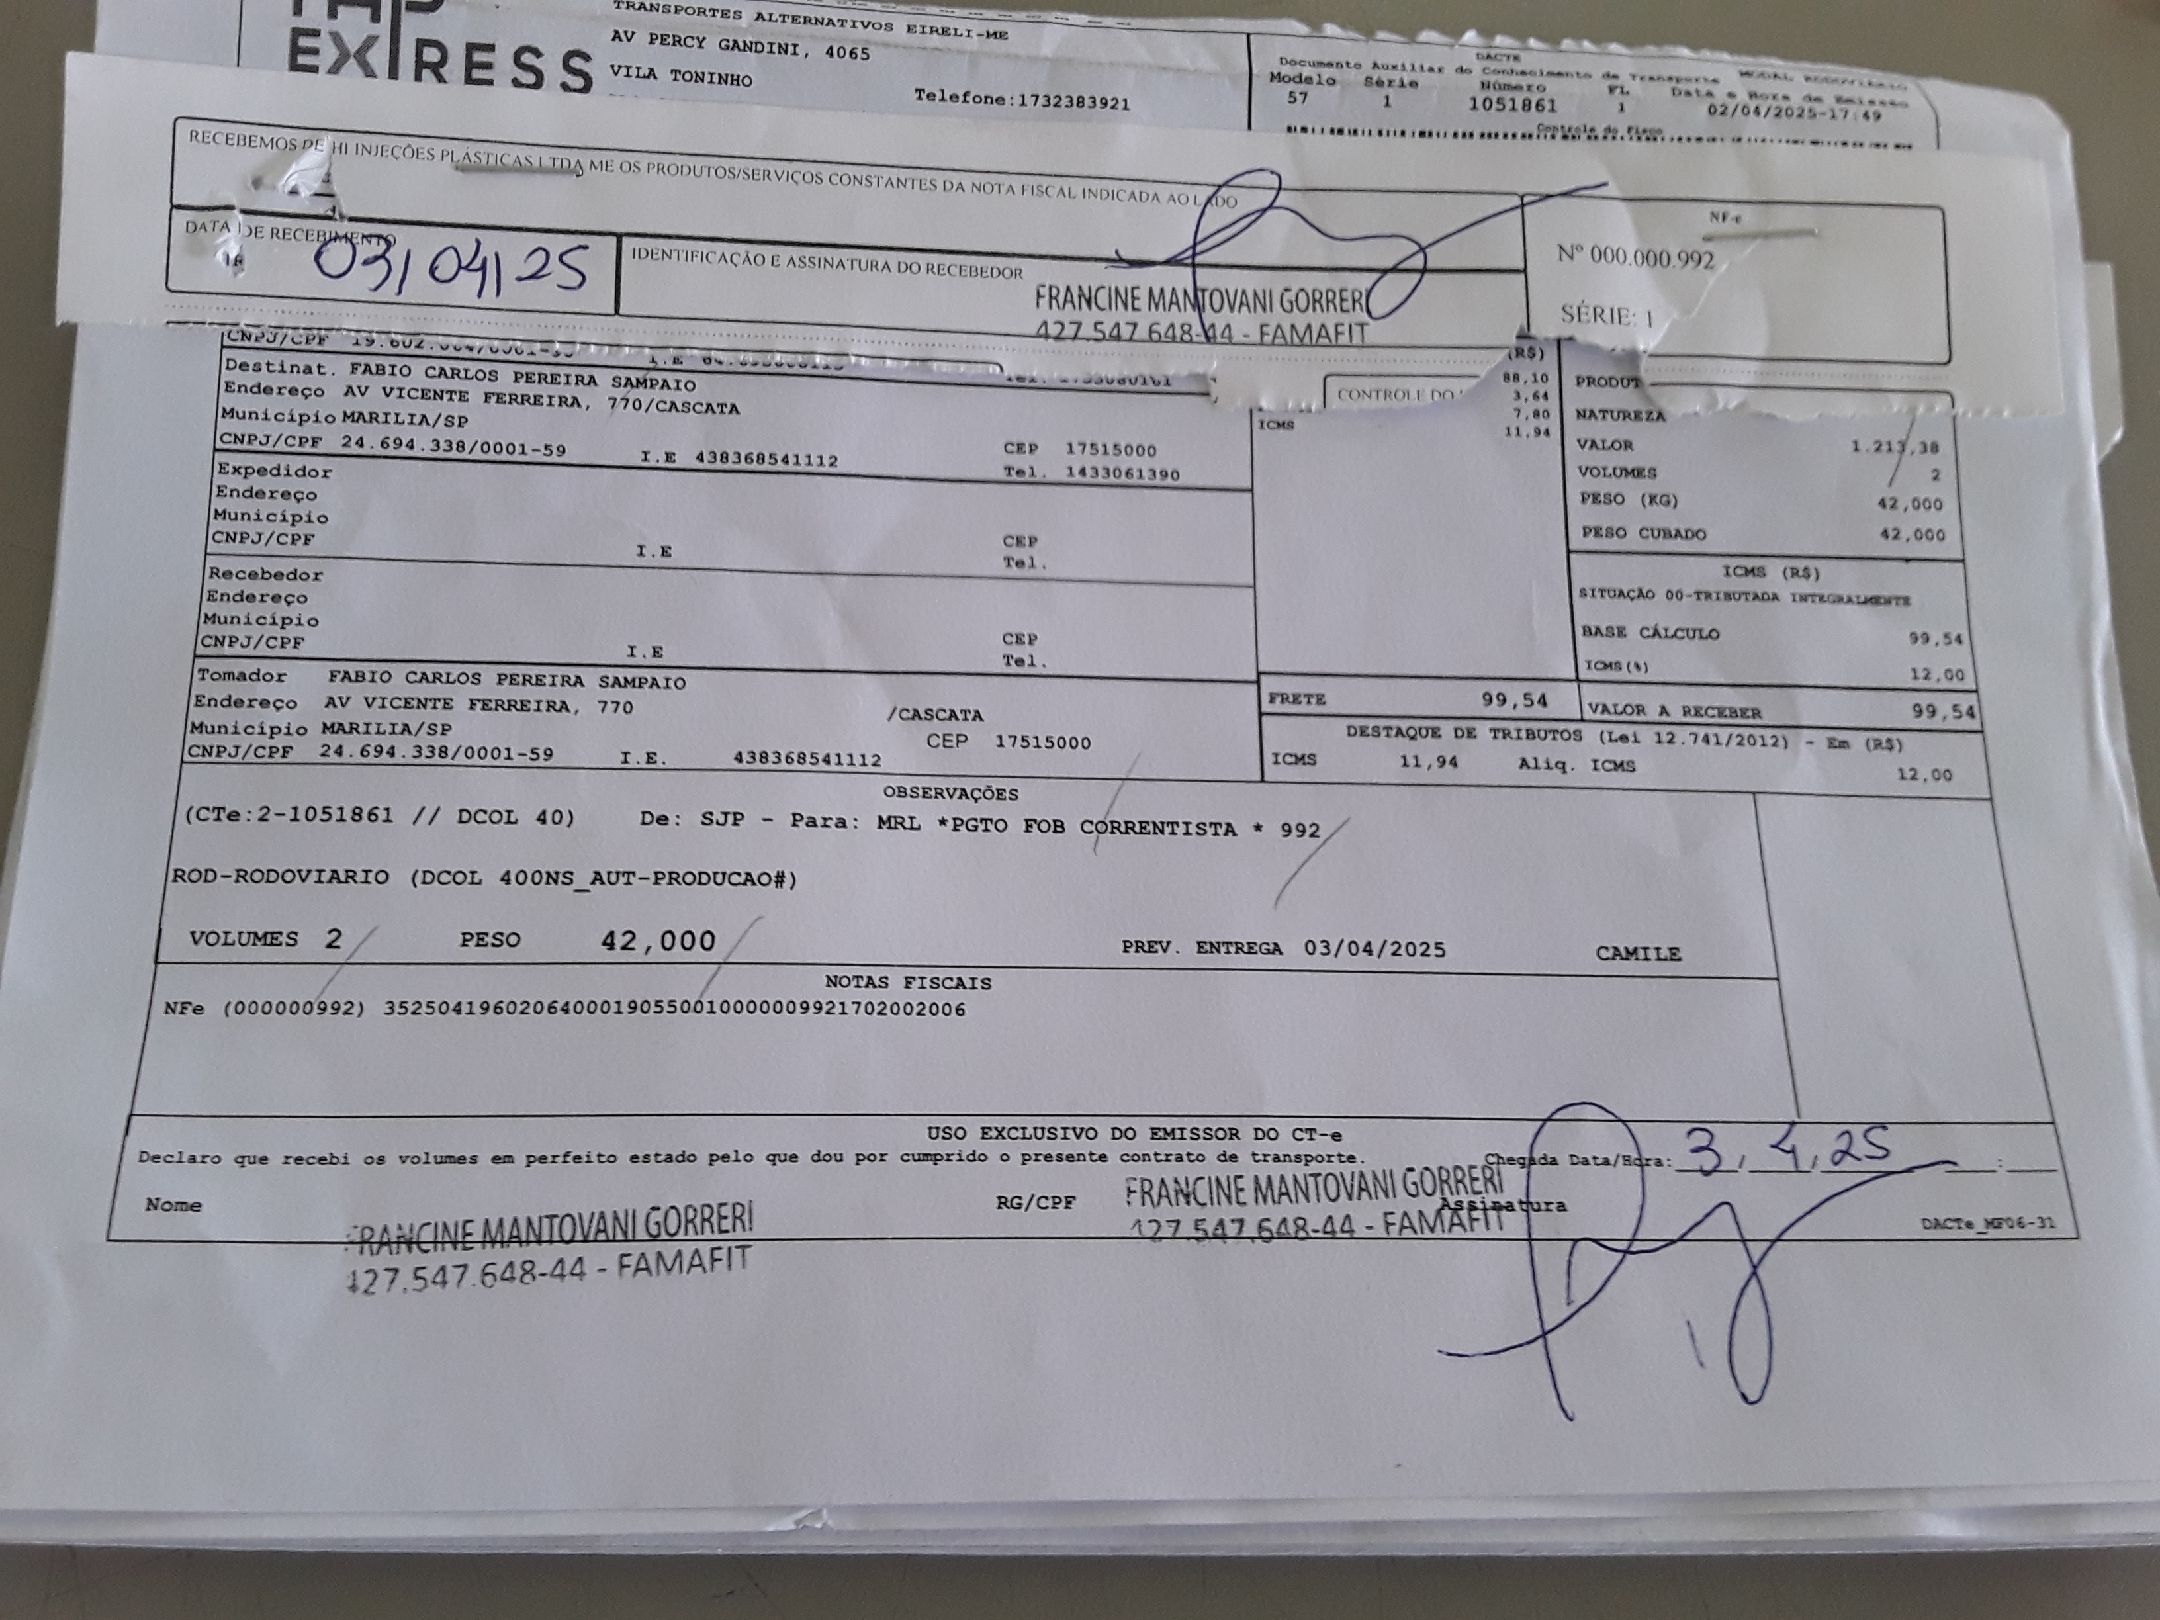 EXPRESS
TRANSPORTES ALTERNATIVOS EIRELI-ME
AV PERCY GANDINI, 4065
VILA TONINHO
Telefone:1732383921
DACTE
Documento Auxiliar do Conhecimento de Transporte MODAL RODOVIARIO
Modelo Série Número FL Data e Hora de Emissão
57 1 1051861 1 02/04/2025-17:49
Controle do Fisco
RECEBEMOS DE HI INJEÇÕES PLÁSTICAS LTDA ME OS PRODUTOS/SERVIÇOS CONSTANTES DA NOTA FISCAL INDICADA AO LADO
DATA DE RECEBIMENTO
03/04/25
IDENTIFICAÇÃO E ASSINATURA DO RECEBEDOR
FRANCINE MANTOVANI GORRERI
427.547.648-44 - FAMAFIT
NF-e
Nº 000.000.992
SÉRIE: 1
CNPJ/CPF I.E
Destinat. FABIO CARLOS PEREIRA SAMPAIO
Endereço AV VICENTE FERREIRA, 770/CASCATA
Município MARILIA/SP
CNPJ/CPF 24.694.338/0001-59 I.E 438368541112
CEP 17515000
Tel. 1433061390
Expedidor
Endereço
Município
CNPJ/CPF I.E CEP
Tel.
Recebedor
Endereço
Município
CNPJ/CPF I.E CEP
Tel.
Tomador FABIO CARLOS PEREIRA SAMPAIO
Endereço AV VICENTE FERREIRA, 770 /CASCATA
Município MARILIA/SP CEP 17515000
CNPJ/CPF 24.694.338/0001-59 I.E. 438368541112
CONTROLE DO
(R$)
88,10
3,64
7,80
ICMS 11,94
PRODUT
NATUREZA
VALOR 1.213,38
VOLUMES 2
PESO (KG) 42,000
PESO CUBADO 42,000
ICMS (R$)
SITUAÇÃO 00-TRIBUTADA INTEGRALMENTE
BASE CÁLCULO 99,54
ICMS(%) 12,00
FRETE 99,54 VALOR A RECEBER 99,54
DESTAQUE DE TRIBUTOS (Lei 12.741/2012) - Em (R$)
ICMS 11,94 Aliq. ICMS 12,00
OBSERVAÇÕES
(CTe:2-1051861 // DCOL 40) De: SJP - Para: MRL *PGTO FOB CORRENTISTA * 992
ROD-RODOVIARIO (DCOL 400NS_AUT-PRODUCAO#)
VOLUMES 2 PESO 42,000 PREV. ENTREGA 03/04/2025 CAMILE
NOTAS FISCAIS
NFe (000000992) 35250419602064000190550010000009921702002006
USO EXCLUSIVO DO EMISSOR DO CT-e
Declaro que recebi os volumes em perfeito estado pelo que dou por cumprido o presente contrato de transporte.
Chegada Data/Hora: 3, 4, 25 :
Nome RG/CPF Assinatura
FRANCINE MANTOVANI GORRERI
427.547.648-44 - FAMAFIT
FRANCINE MANTOVANI GORRERI
427.547.648-44 - FAMAFIT
DACTe_MF06-31